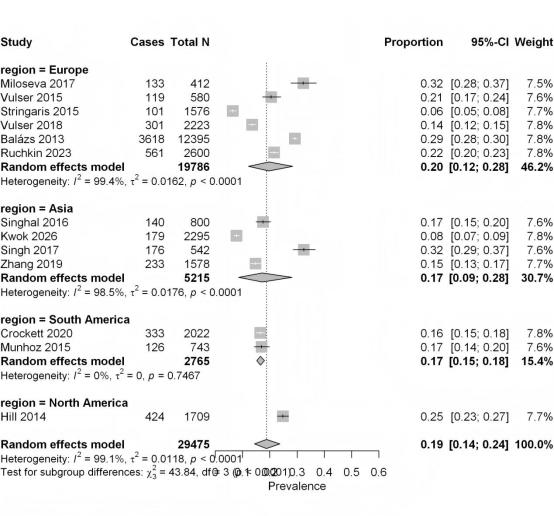 Study Cases Total N Proportion 95%-CI Weight
region = Europe
Miloseva 2017 133 412 0.32 [0.28; 0.37] 7.5%
Vulser 2015 119 580 0.21 [0.17; 0.24] 7.6%
Stringaris 2015 101 1576 0.06 [0.05; 0.08] 7.7%
Vulser 2018 301 2223 0.14 [0.12; 0.15] 7.8%
Balázs 2013 3618 12395 0.29 [0.28; 0.30] 7.8%
Ruchkin 2023 561 2600 0.22 [0.20; 0.23] 7.8%
Random effects model 19786 0.20 [0.12; 0.28] 46.2%
Heterogeneity: I² = 99.4%, τ² = 0.0162, p < 0.0001
region = Asia
Singhal 2016 140 800 0.17 [0.15; 0.20] 7.6%
Kwok 2026 179 2295 0.08 [0.07; 0.09] 7.8%
Singh 2017 176 542 0.32 [0.29; 0.37] 7.6%
Zhang 2019 233 1578 0.15 [0.13; 0.17] 7.7%
Random effects model 5215 0.17 [0.09; 0.28] 30.7%
Heterogeneity: I² = 98.5%, τ² = 0.0176, p < 0.0001
region = South America
Crockett 2020 333 2022 0.16 [0.15; 0.18] 7.8%
Munhoz 2015 126 743 0.17 [0.14; 0.20] 7.6%
Random effects model 2765 0.17 [0.15; 0.18] 15.4%
Heterogeneity: I² = 0%, τ² = 0, p = 0.7467
region = North America
Hill 2014 424 1709 0.25 [0.23; 0.27] 7.7%
Random effects model 29475 0.19 [0.14; 0.24] 100.0%
Heterogeneity: I² = 99.1%, τ² = 0.0118, p < 0.0001
Test for subgroup differences: χ²₃ = 43.84, df = 3 0.3 0.4 0.5 0.6
Prevalence